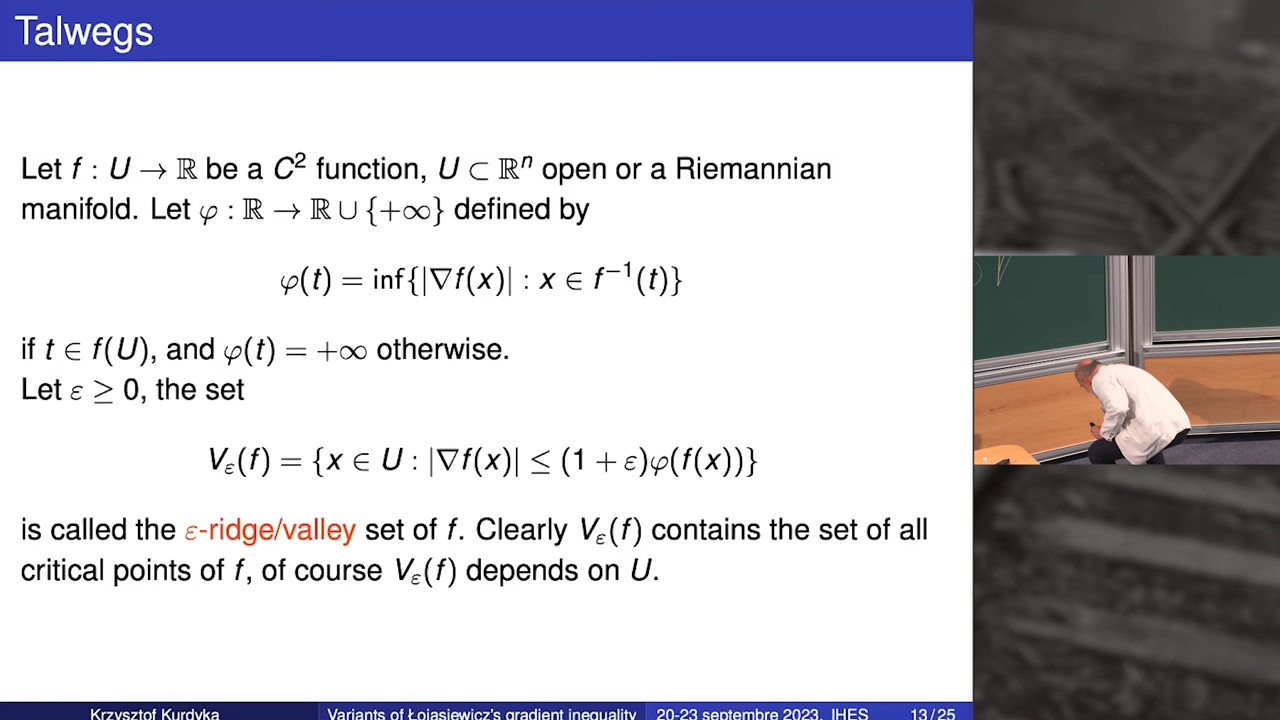 Talwegs
Let f : U → ℝ be a C² function, U ⊂ ℝⁿ open or a Riemannian
manifold. Let φ : ℝ → ℝ ∪ {+∞} defined by
φ(t) = inf{|∇f(x)| : x ∈ f⁻¹(t)}
if t ∈ f(U), and φ(t) = +∞ otherwise.
Let ε ≥ 0, the set
V_ε(f) = {x ∈ U : |∇f(x)| ≤ (1 + ε)φ(f(x))}
is called the ε-ridge/valley set of f. Clearly V_ε(f) contains the set of all
critical points of f, of course V_ε(f) depends on U.
Krzysztof Kurdyka Variants of Łojasiewicz's gradient inequality 20-23 septembre 2023, IHES 13 / 25